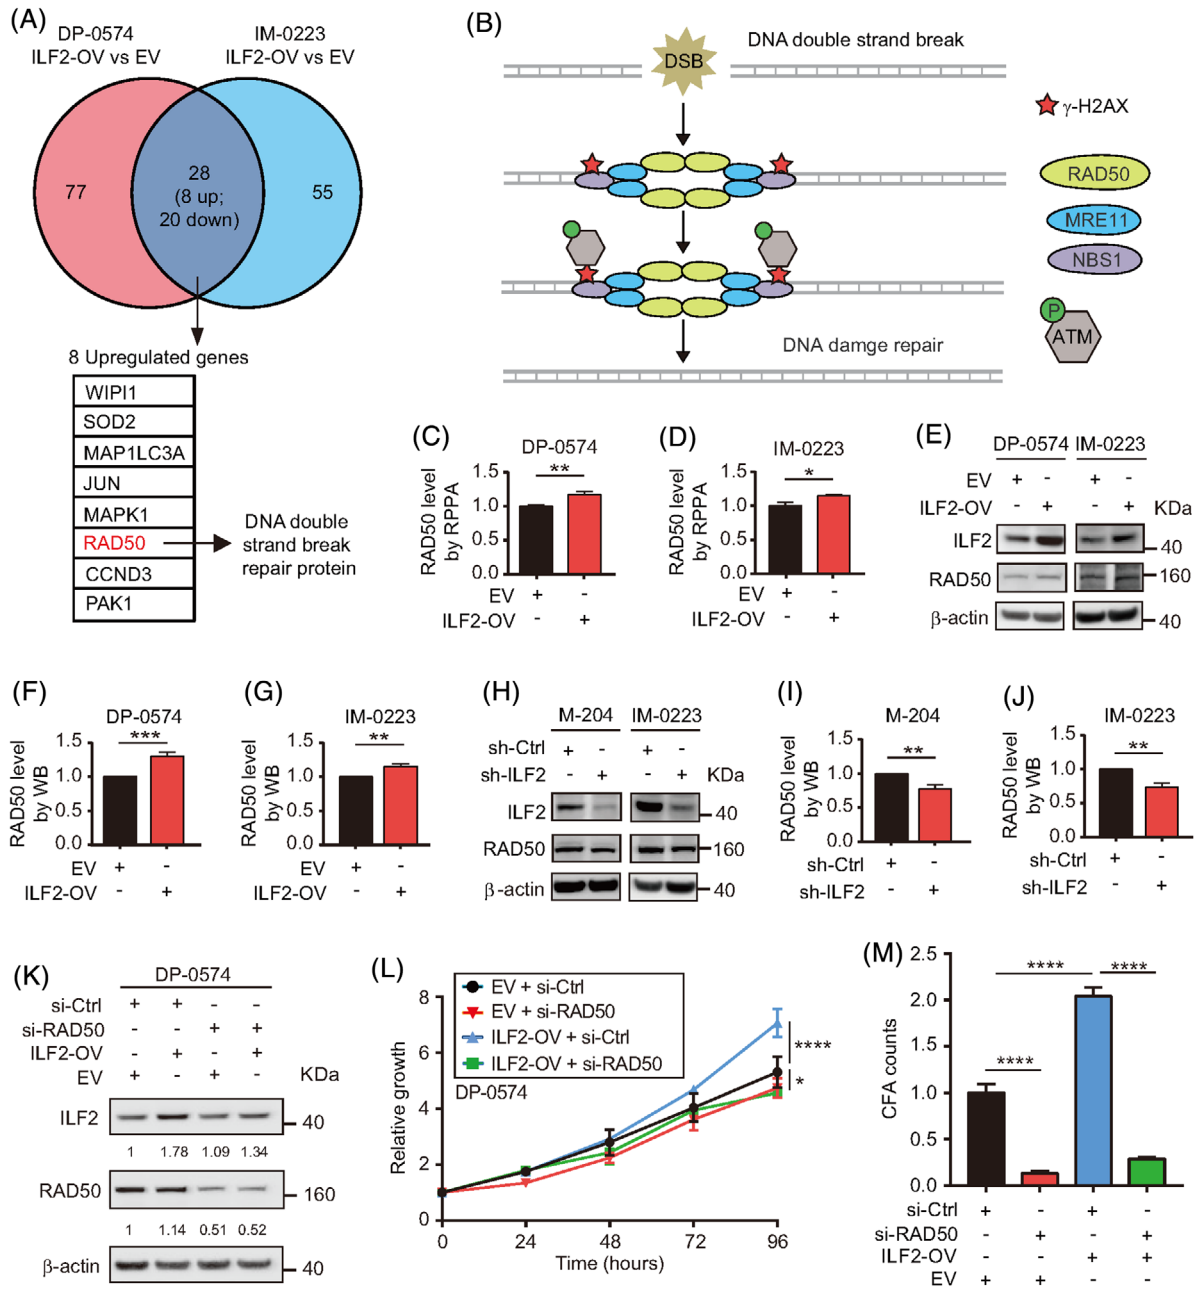 (A)
DP-0574
ILF2-OV vs EV
IM-0223
ILF2-OV vs EV
77
28
(8 up;
20 down)
55
8 Upregulated genes
WIPI1
SOD2
MAP1LC3A
JUN
MAPK1
RAD50
CCND3
PAK1
DNA double
strand break
repair protein
(B)
DSB
DNA double strand break
DNA damge repair
γ-H2AX
RAD50
MRE11
NBS1
P
ATM
(C)
DP-0574
RAD50 level
by RPPA
1.5
1.0
0.5
0.0
**
EV + -
ILF2-OV - +
(D)
IM-0223
RAD50 level
by RPPA
1.5
1.0
0.5
0.0
*
EV + -
ILF2-OV - +
(E)
DP-0574 IM-0223
EV + - + -
ILF2-OV - + - + KDa
ILF2 40
RAD50 160
β-actin 40
(F)
DP-0574
RAD50 level
by WB
1.5
1.0
0.5
0.0
***
EV + -
ILF2-OV - +
(G)
IM-0223
RAD50 level
by WB
1.5
1.0
0.5
0.0
**
EV + -
ILF2-OV - +
(H)
M-204 IM-0223
sh-Ctrl + - + -
sh-ILF2 - + - + KDa
ILF2 40
RAD50 160
β-actin 40
(I)
M-204
RAD50 level
by WB
1.5
1.0
0.5
0.0
**
sh-Ctrl + -
sh-ILF2 - +
(J)
IM-0223
RAD50 level
by WB
1.5
1.0
0.5
0.0
**
sh-Ctrl + -
sh-ILF2 - +
(K)
DP-0574
si-Ctrl + + - -
si-RAD50 - - + +
ILF2-OV - + - +
EV + - + - KDa
ILF2 40
1 1.78 1.09 1.34
RAD50 160
1 1.14 0.51 0.52
β-actin 40
(L)
EV + si-Ctrl
EV + si-RAD50
ILF2-OV + si-Ctrl
ILF2-OV + si-RAD50
DP-0574
Relative growth
8
6
4
2
0
0 24 48 72 96
Time (hours)
****
*
(M)
CFA counts
2.5
2.0
1.5
1.0
0.5
0.0
****
****
****
si-Ctrl + - + -
si-RAD50 - + - +
ILF2-OV - - + +
EV + + - -